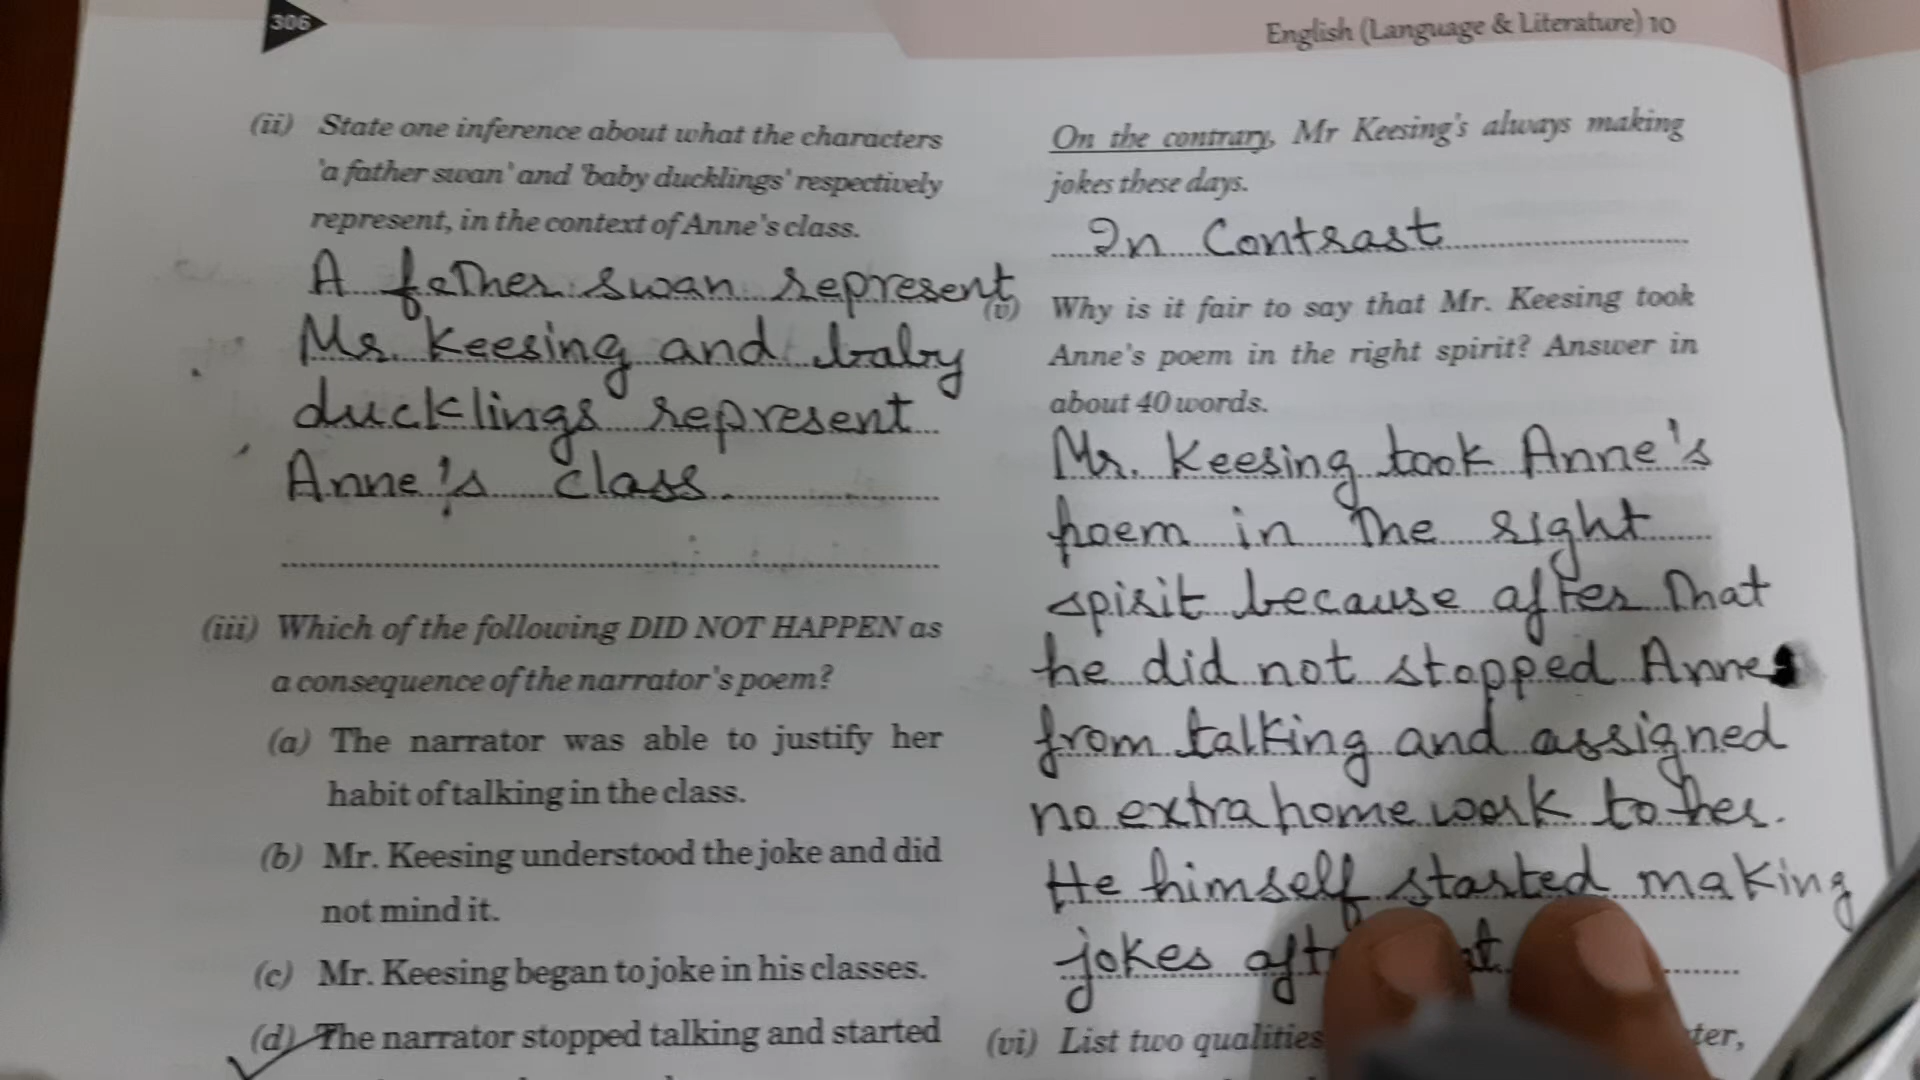 306
English (Language & Literature) 10
(ii) State one inference about what the characters
'a father swan' and 'baby ducklings' respectively
represent, in the context of Anne's class.
A father swan represent
Mr. Keesing and baby
ducklings represent
Anne's class.
(iii) Which of the following DID NOT HAPPEN as
a consequence of the narrator's poem?
(a) The narrator was able to justify her
habit of talking in the class.
(b) Mr. Keesing understood the joke and did
not mind it.
(c) Mr. Keesing began to joke in his classes.
(d) The narrator stopped talking and started
On the contrary, Mr Keesing's always making
jokes these days.
In Contrast
(v) Why is it fair to say that Mr. Keesing took
Anne's poem in the right spirit? Answer in
about 40 words.
Mr. Keesing took Anne's
poem in the right
spirit because after that
he did not stopped Anne
from talking and assigned
no extra home work to her.
He himself started making
jokes
(vi) List two qualities